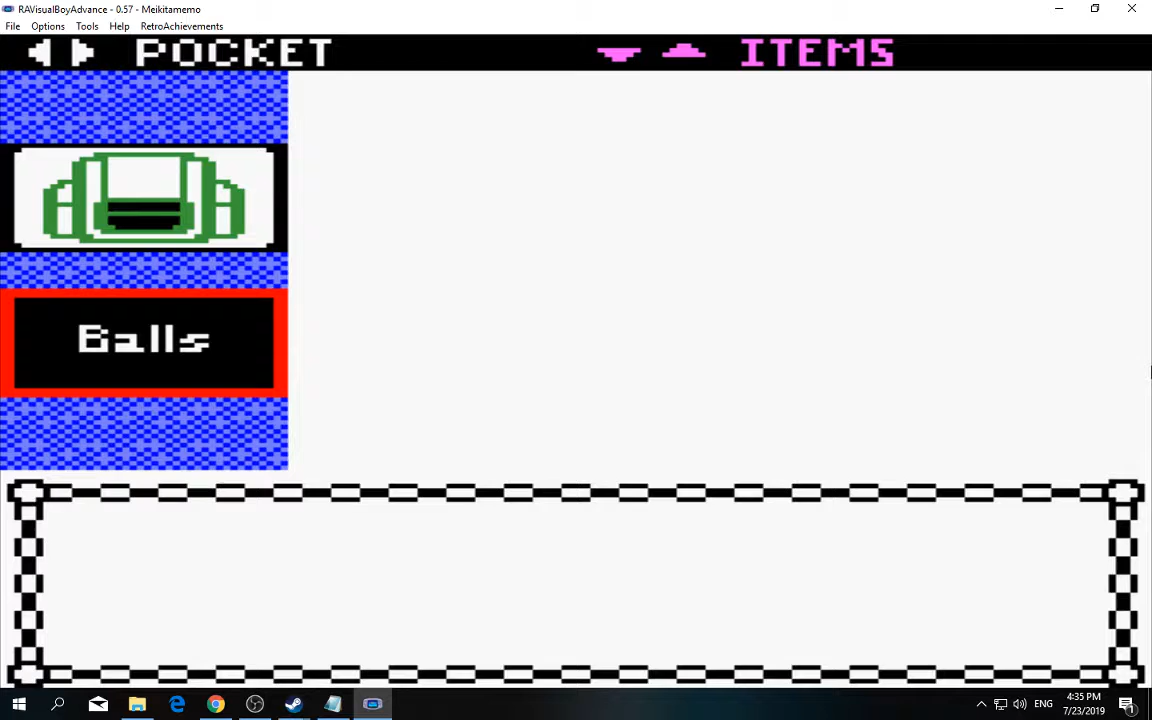 RAVisualBoyAdvance - 0.57 - Meikitamemo
File Options Tools Help RetroAchievements
POCKET ITEMS
Balls
ENG
4:35 PM
7/23/2019
1